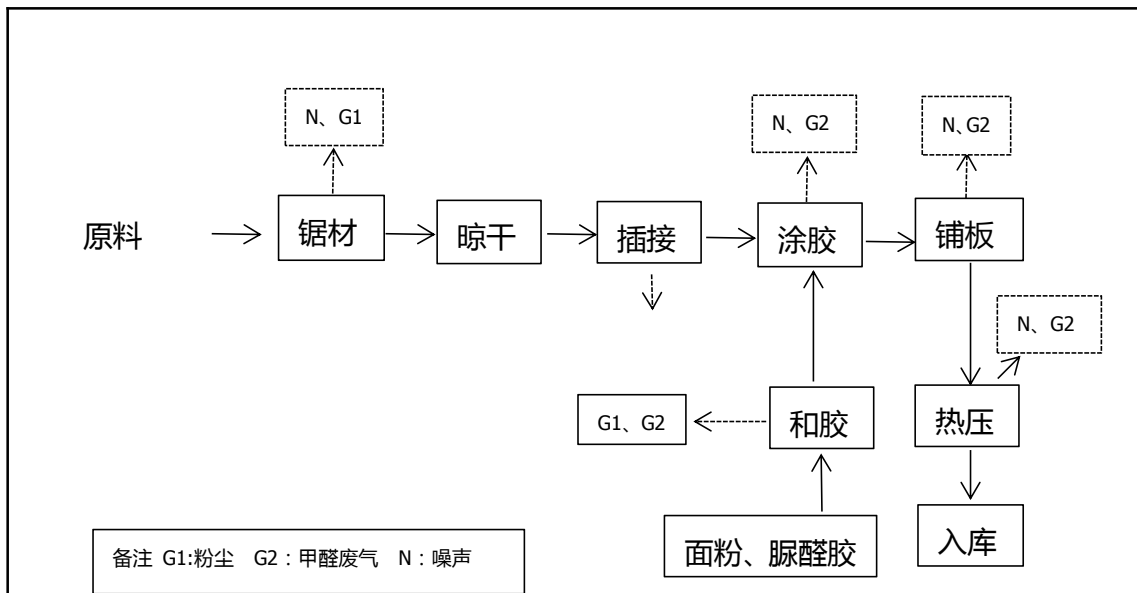 N、G1
N、G2
N、G2
原料
锯材
晾干
插接
涂胶
铺板
N、G2
G1、G2
和胶
热压
面粉、脲醛胶
入库
备注 G1:粉尘 G2：甲醛废气 N：噪声